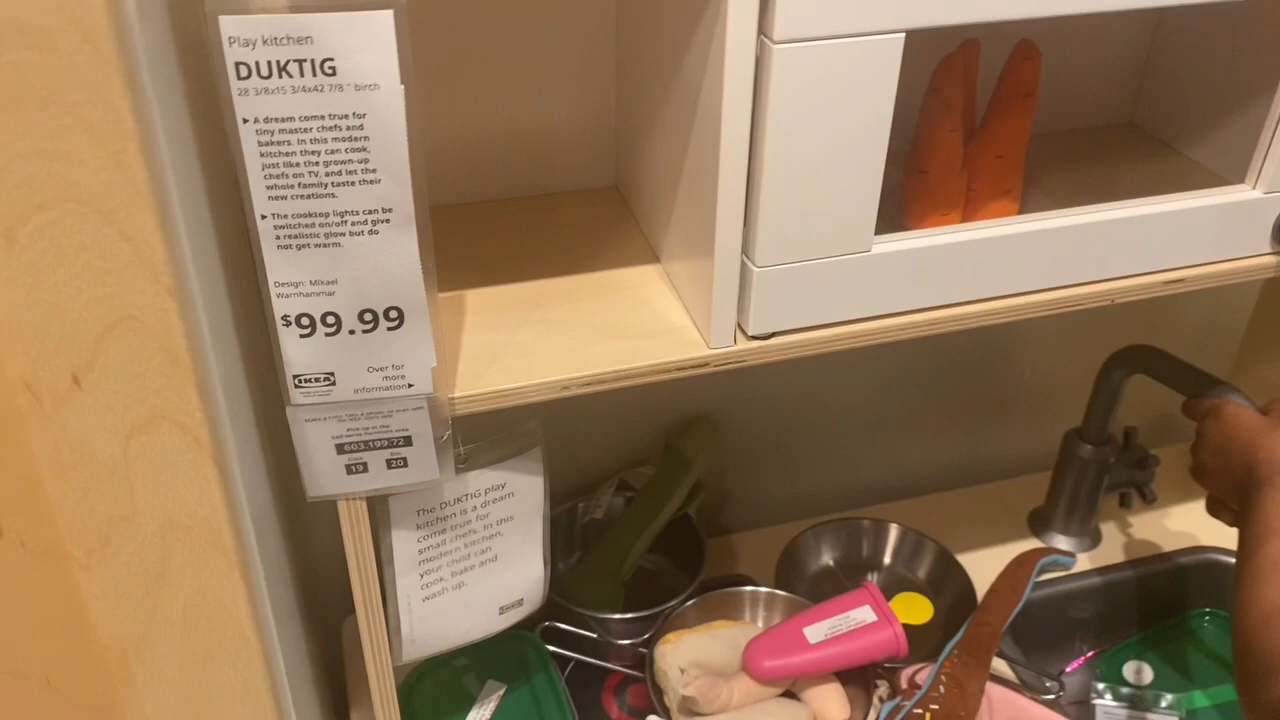 Play kitchen
DUKTIG
28 3/8x15 3/4x42 7/8 " birch
▶ A dream come true for
tiny master chefs and
bakers. In this modern
kitchen they can cook,
just like the grown-up
chefs on TV, and let the
whole family taste their
new creations.
▶ The cooktop lights can be
switched on/off and give
a realistic glow but do
not get warm.
Design: Mikael
Warnhammar
$99.99
Over for
more
information▶
IKEA
Pick up in the
self-serve furniture area
603.199.72
Aisle Bin
19 20
The DUKTIG play
kitchen is a dream
come true for
small chefs. In this
modern kitchen,
your child can
cook, bake and
wash up.
IKEA